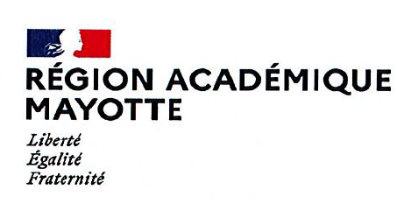 RÉGION ACADÉMIQUE
MAYOTTE
Liberté
Égalité
Fraternité